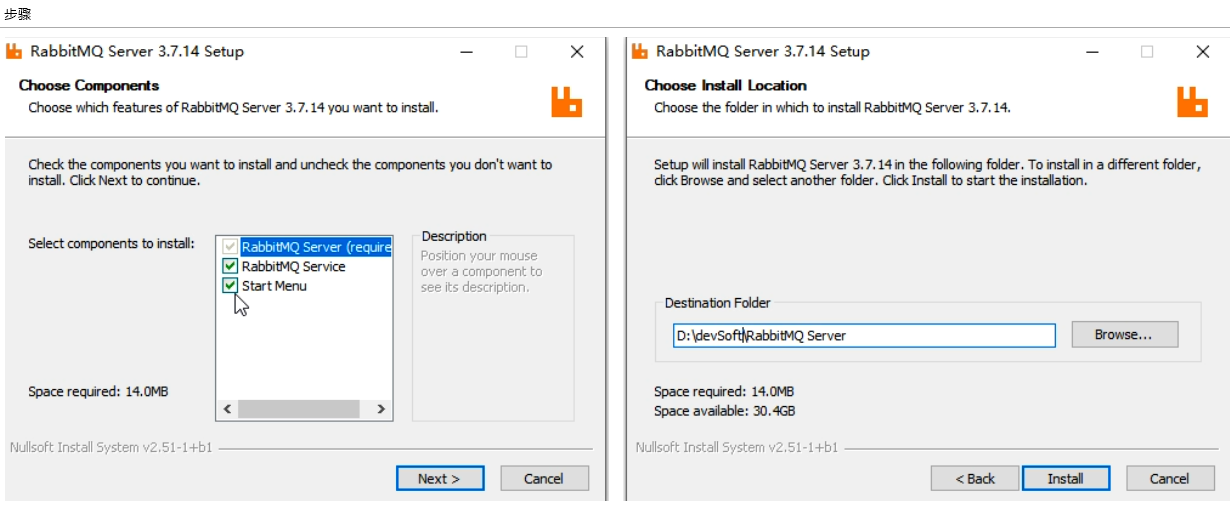 步骤
RabbitMQ Server 3.7.14 Setup
Choose Components
Choose which features of RabbitMQ Server 3.7.14 you want to install.
Check the components you want to install and uncheck the components you don't want to
install. Click Next to continue.
Select components to install:
RabbitMQ Server (require
RabbitMQ Service
Start Menu
Description
Position your mouse
over a component to
see its description.
Space required: 14.0MB
Nullsoft Install System v2.51-1+b1
Next >
Cancel
RabbitMQ Server 3.7.14 Setup
Choose Install Location
Choose the folder in which to install RabbitMQ Server 3.7.14.
Setup will install RabbitMQ Server 3.7.14 in the following folder. To install in a different folder,
click Browse and select another folder. Click Install to start the installation.
Destination Folder
D:\devSoft\RabbitMQ Server
Browse...
Space required: 14.0MB
Space available: 30.4GB
Nullsoft Install System v2.51-1+b1
< Back
Install
Cancel